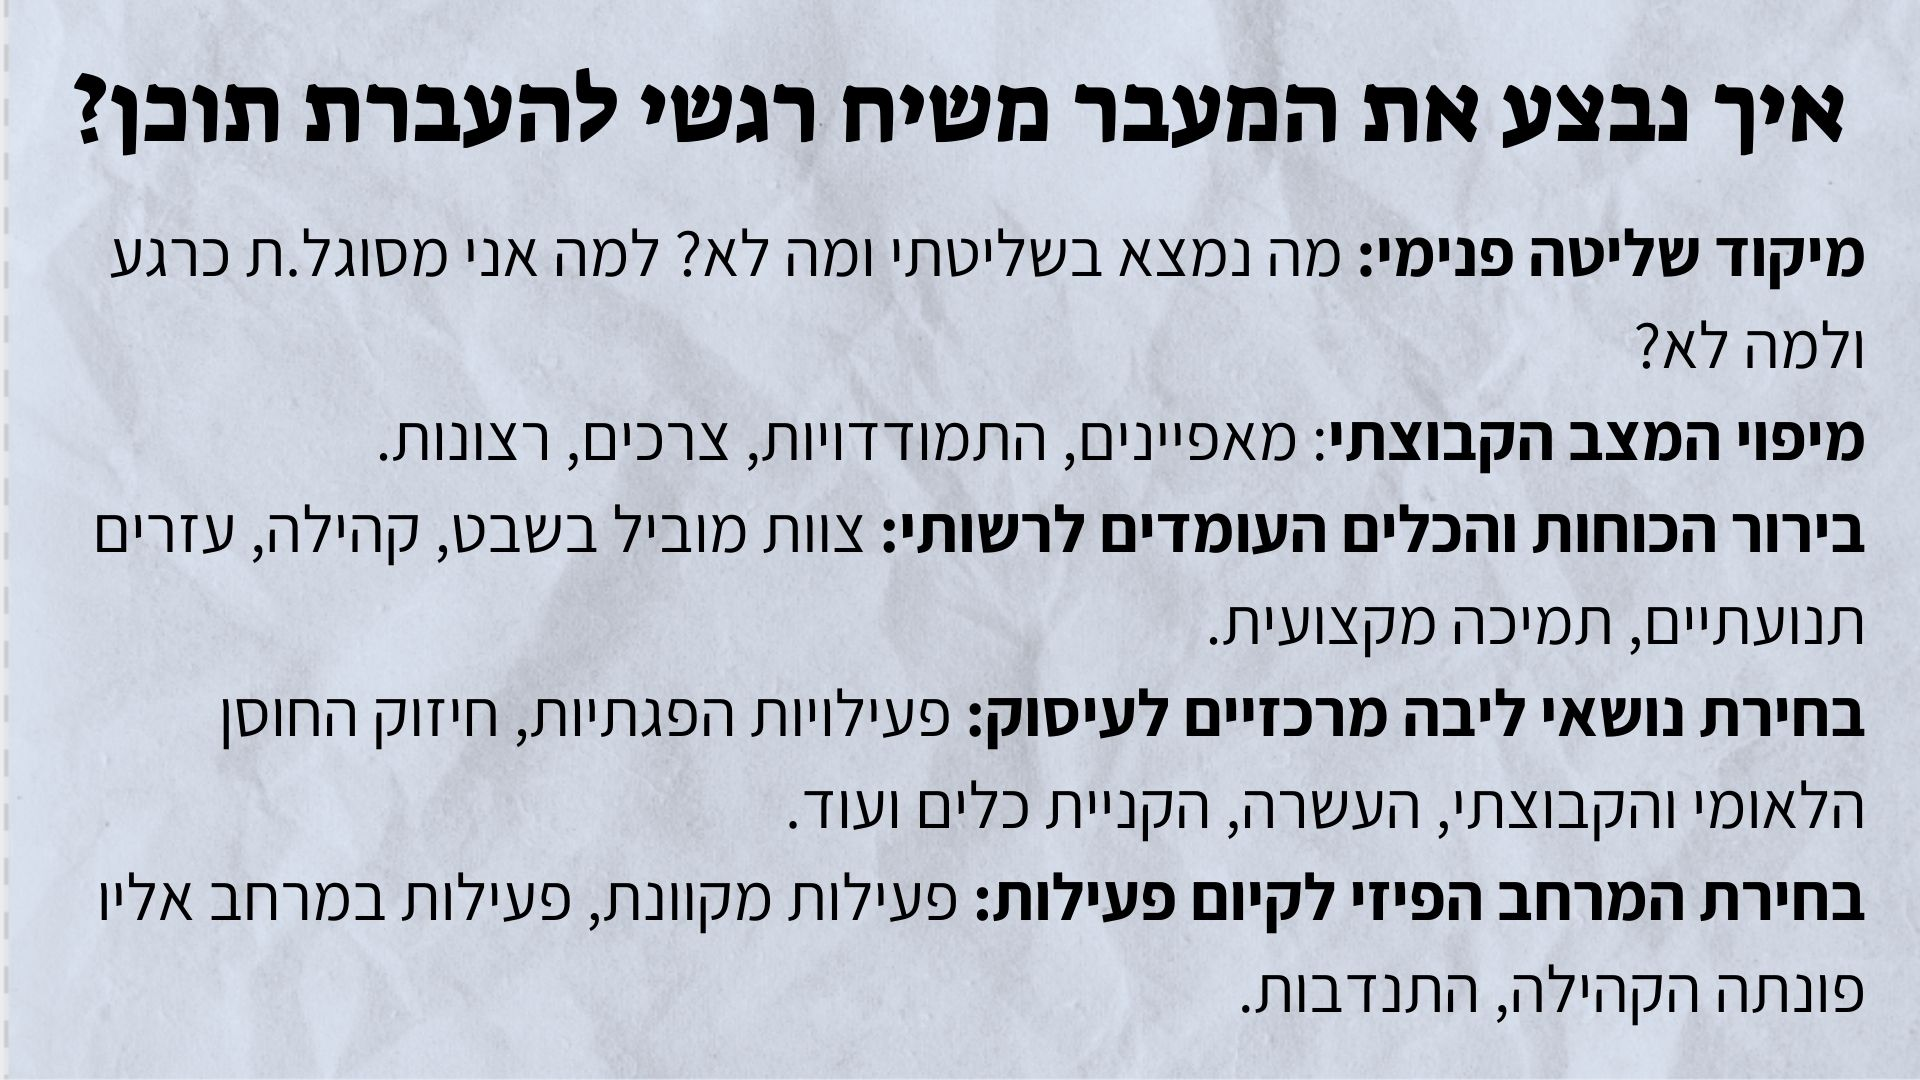 איך נבצע את המעבר משיח רגשי להעברת תוכן?
מיקוד שליטה פנימי: מה נמצא בשליטתי ומה לא? למה אני מסוגל.ת כרגע
ולמה לא?
מיפוי המצב הקבוצתי: מאפיינים, התמודדויות, צרכים, רצונות.
בירור הכוחות והכלים העומדים לרשותי: צוות מוביל בשבט, קהילה, עזרים
תנועתיים, תמיכה מקצועית.
בחירת נושאי ליבה מרכזיים לעיסוק: פעילויות הפגתיות, חיזוק החוסן
הלאומי והקבוצתי, העשרה, הקניית כלים ועוד.
בחירת המרחב הפיזי לקיום פעילות: פעילות מקוונת, פעילות במרחב אליו
פונתה הקהילה, התנדבות.